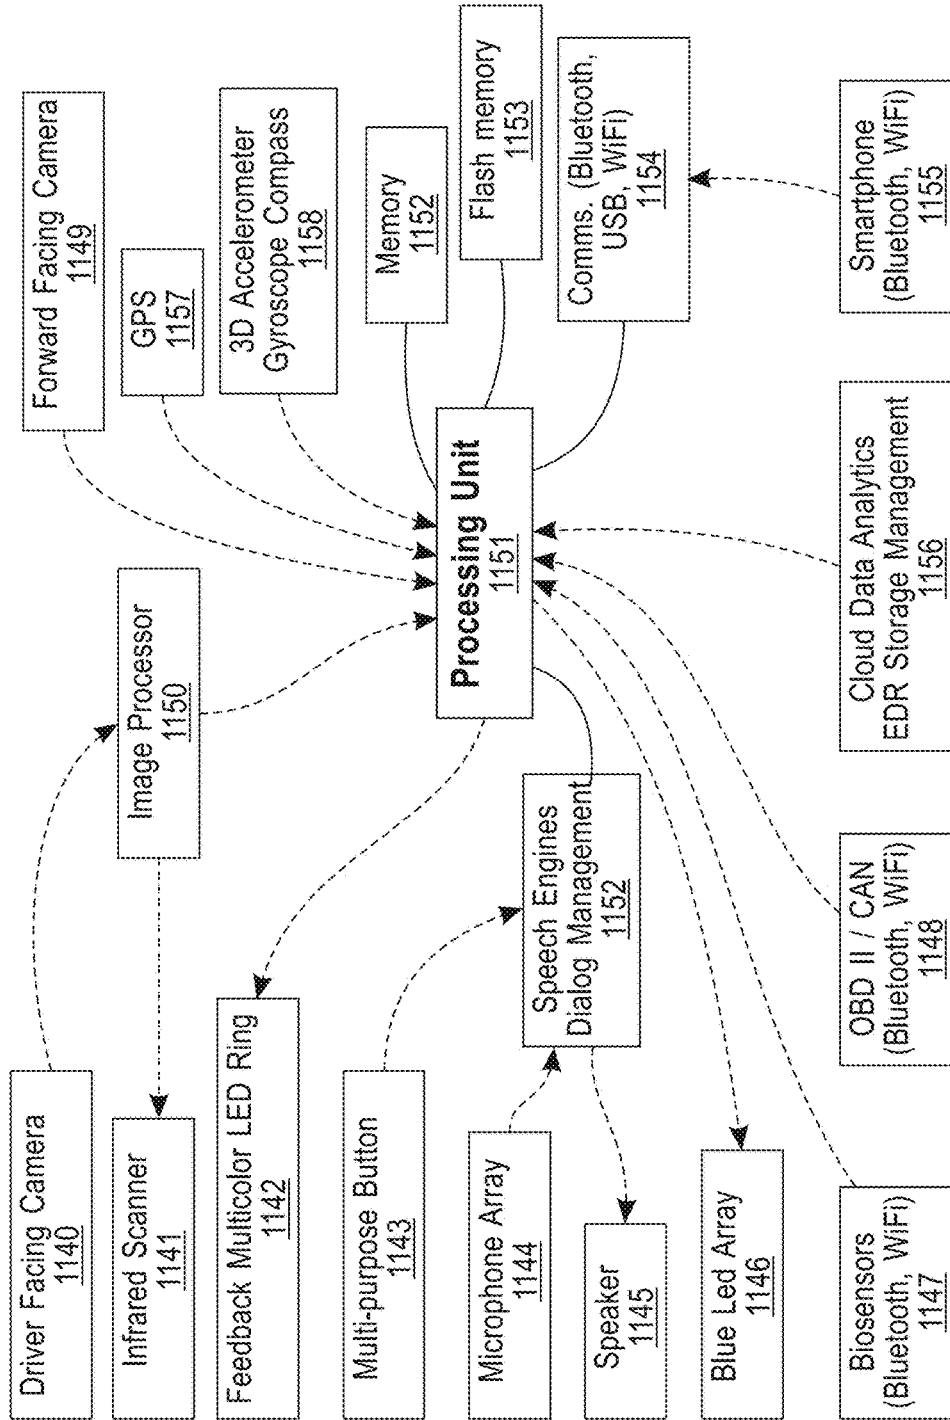 Driver Facing Camera
1140
Infrared Scanner
1141
Feedback Multicolor LED Ring
1142
Multi-purpose Button
1143
Microphone Array
1144
Speaker
1145
Blue Led Array
1146
Biosensors
(Bluetooth, WiFi)
1147
Image Processor
1150
Speech Engines
Dialog Management
1152
OBD II / CAN
(Bluetooth, WiFi)
1148
Processing Unit
1151
Cloud Data Analytics
EDR Storage Management
1156
Forward Facing Camera
1149
GPS
1157
3D Accelerometer
Gyroscope Compass
1158
Memory
1152
Flash memory
1153
Comms. (Bluetooth,
USB, WiFi)
1154
Smartphone
(Bluetooth, WiFi)
1155